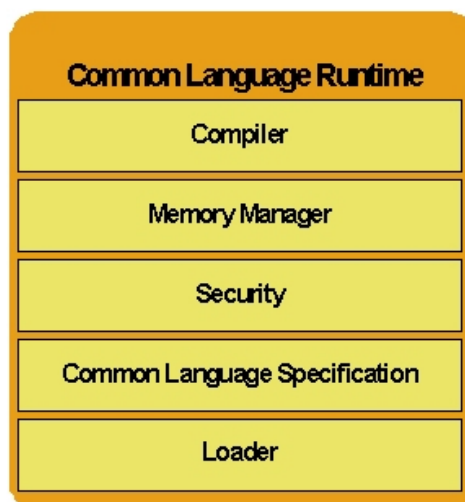 Common Language Runtime
Compiler
Memory Manager
Security
Common Language Specification
Loader